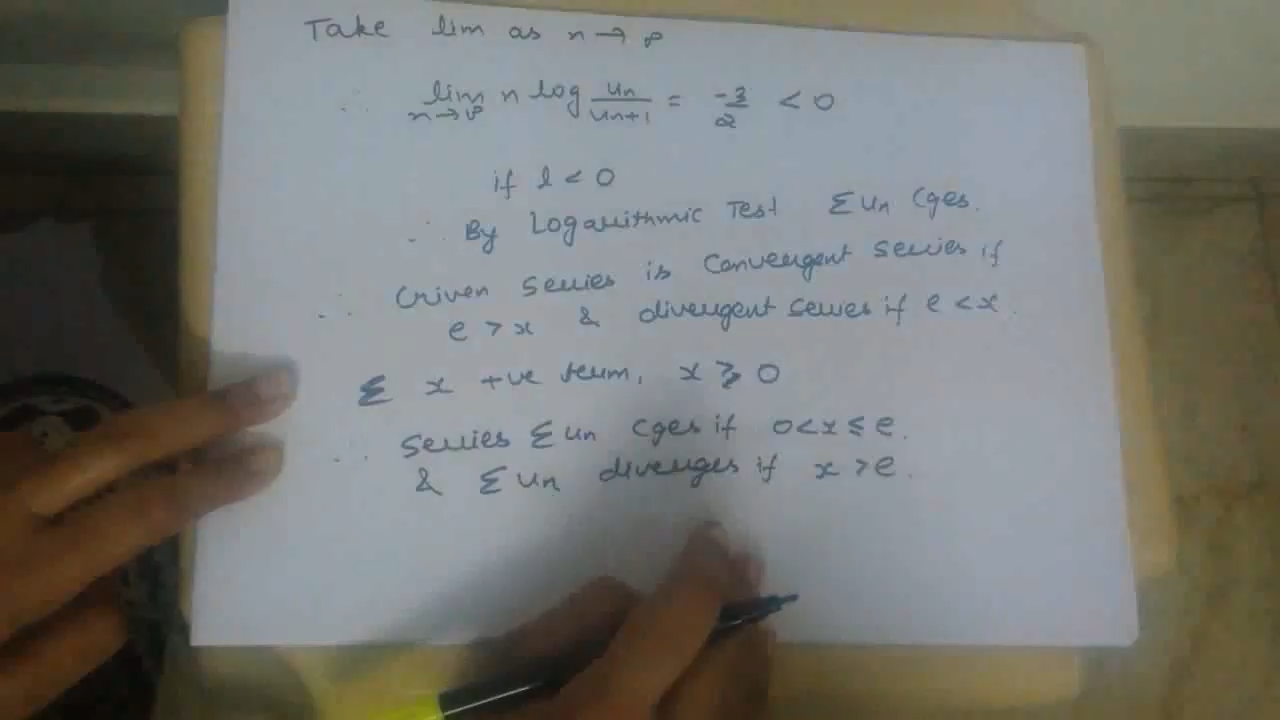 Take lim as n → ∞
∴ lim n→∞ n log un/un+1 = -3/2 < 0
if l < 0
∴ By Logarithmic Test Σun Cges.
∴ Given Series is Convergent Series if
e > x & divergent series if e < x.
Σ x +ve term, x ⩾ 0
∴ Series Σun Cges if 0<x≤e.
& Σun diverges if x >e.